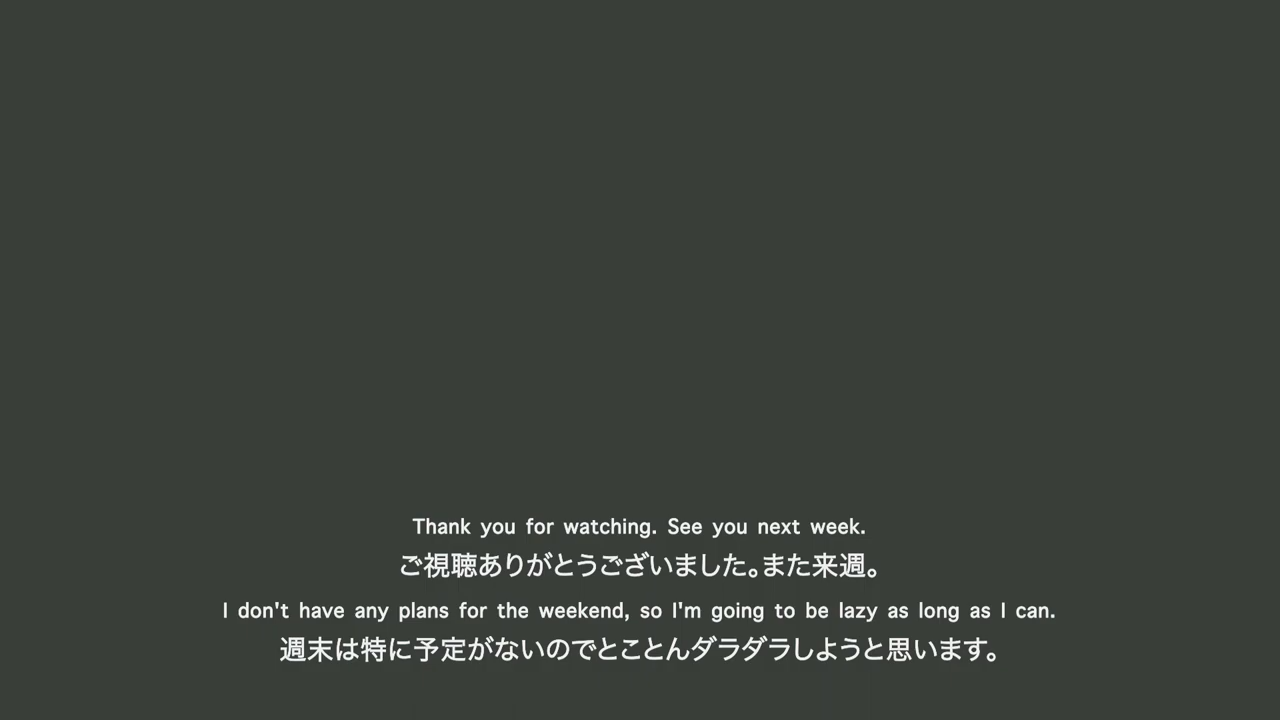 Thank you for watching. See you next week.
ご視聴ありがとうございました。また来週。
I don't have any plans for the weekend, so I'm going to be lazy as long as I can.
週末は特に予定がないのでとことんダラダラしようと思います。